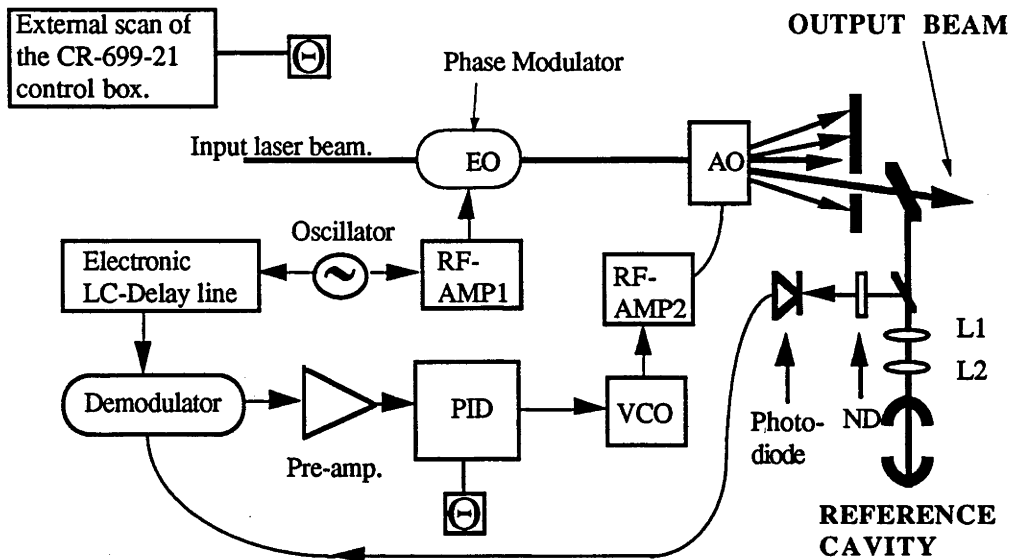 External scan of
the CR-699-21
control box.
Θ
OUTPUT BEAM
Phase Modulator
Input laser beam.
EO
AO
Oscillator
Electronic
LC-Delay line
RF-
AMP1
RF-
AMP2
L1
L2
Demodulator
PID
VCO
Photo-
diode
ND
Pre-amp.
Θ
REFERENCE
CAVITY